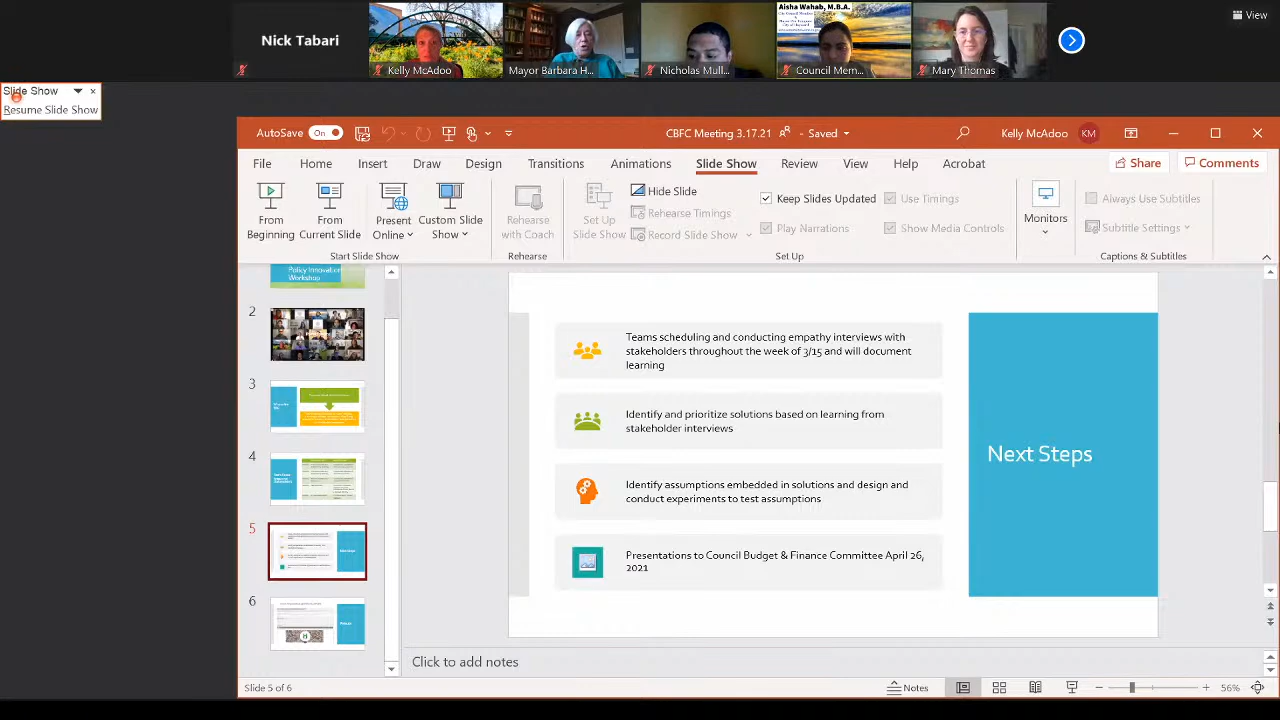 Nick Tabari
Kelly McAdoo
Mayor Barbara H...
Nicholas Mull...
Aisha Wahab, M.B.A.
Council Mem...
Mary Thomas
View
Slide Show
Resume Slide Show
AutoSave On
CBFC Meeting 3.17.21 - Saved
Kelly McAdoo KM
File Home Insert Draw Design Transitions Animations Slide Show Review View Help Acrobat Share Comments
From Beginning
From Current Slide
Present Online
Custom Slide Show
Start Slide Show
Rehearse with Coach
Rehearse
Set Up Slide Show
Hide Slide
Rehearse Timings
Record Slide Show
Keep Slides Updated
Play Narrations
Use Timings
Show Media Controls
Set Up
Monitors
Always Use Subtitles
Subtitle Settings
Captions & Subtitles
Policy Innovation
Workshop
2
3
4
5
6
Teams scheduling and conducting empathy interviews with
stakeholders throughout the week of 3/15 and will document
learning
Identify and prioritize solutions based on learning from
stakeholder interviews
Identify assumptions nested in solutions and design and
conduct experiments to test assumptions
Presentations to Council Budget & Finance Committee April 26,
2021
Next Steps
Click to add notes
Slide 5 of 6
Notes
56%